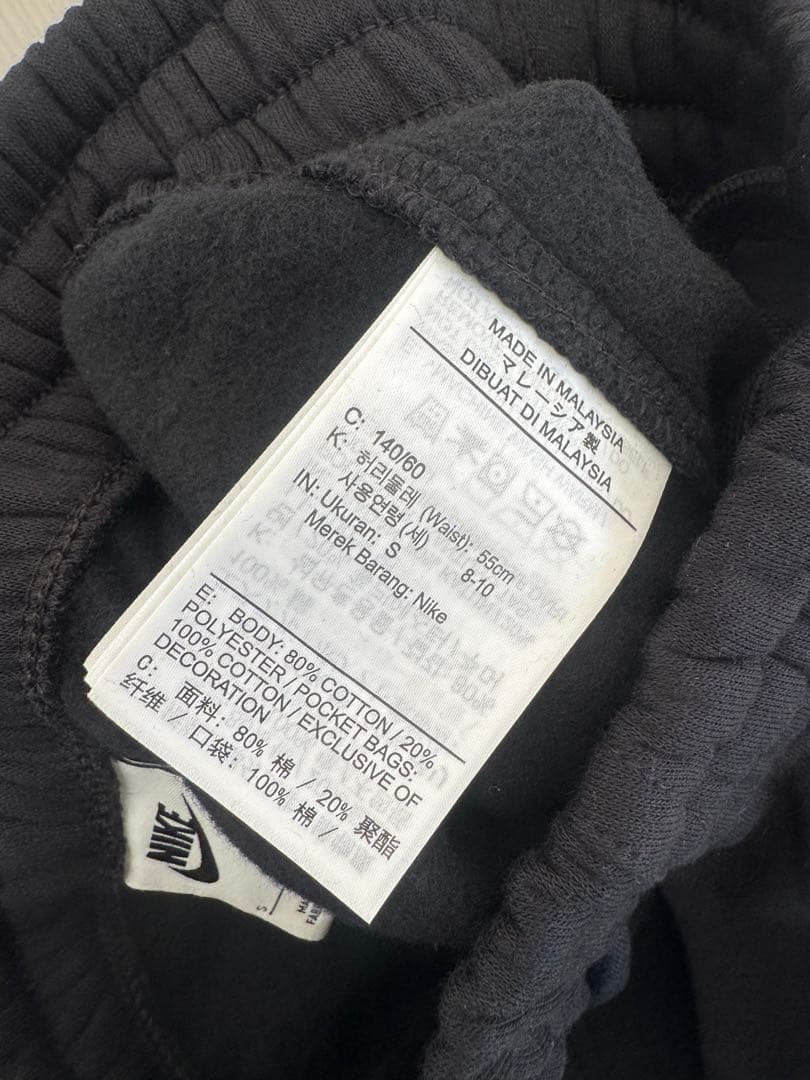 MADE IN MALAYSIA
マレーシア製
DIBUAT DI MALAYSIA
C: 140/60
K: 허리둘레 (Waist): 55cm
사용연령(세) 8-10
IN: Ukuran: S
Merek Barang: Nike
E: BODY: 80% COTTON / 20%
POLYESTER / POCKET BAGS:
100% COTTON / EXCLUSIVE OF
DECORATION
C: 面料: 80% 棉 / 20% 聚酯
纤维 / 口袋: 100% 棉 /
NIKE
S